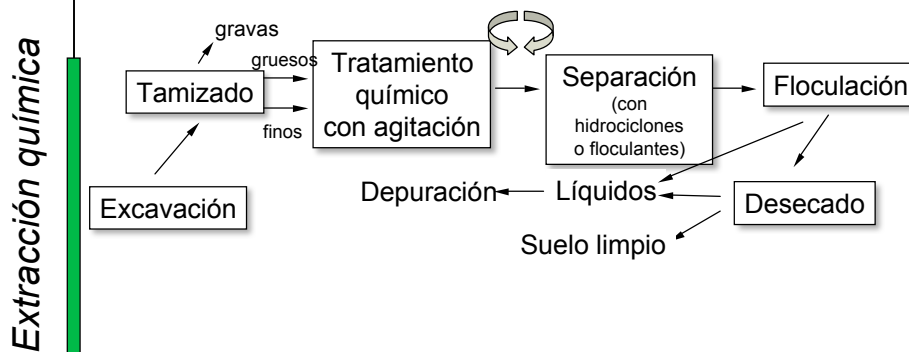 Extracción química
gravas
gruesos
Tamizado
finos
Excavación
Tratamiento
químico
con agitación
Separación
(con
hidrociclones
o floculantes)
Floculación
Depuración
Líquidos
Desecado
Suelo limpio